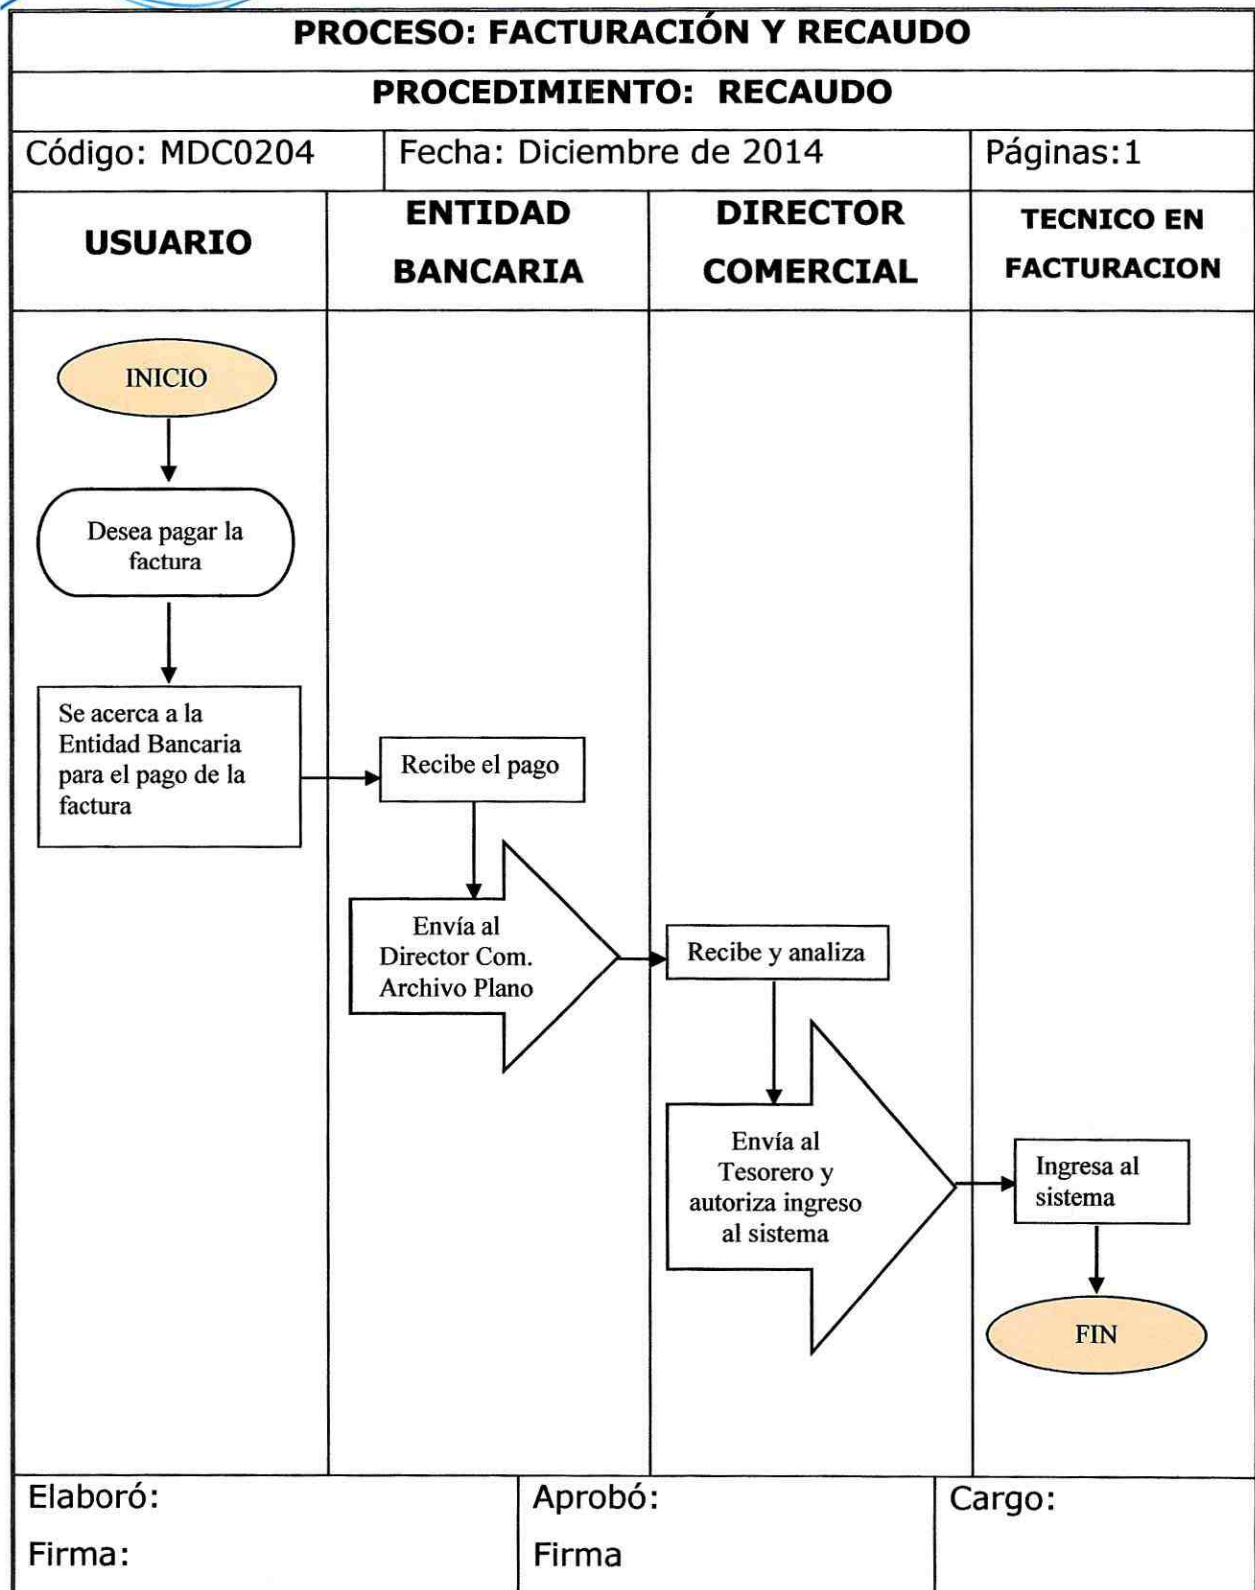 PROCESO: FACTURACIÓN Y RECAUDO
PROCEDIMIENTO: RECAUDO
Código: MDC0204
Fecha: Diciembre de 2014
Páginas:1
USUARIO
ENTIDAD
BANCARIA
DIRECTOR
COMERCIAL
TECNICO EN
FACTURACION
INICIO
Desea pagar la
factura
Se acerca a la
Entidad Bancaria
para el pago de la
factura
Recibe el pago
Envía al
Director Com.
Archivo Plano
Recibe y analiza
Envía al
Tesorero y
autoriza ingreso
al sistema
Ingresa al
sistema
FIN
Elaboró:
Firma:
Aprobó:
Firma
Cargo: